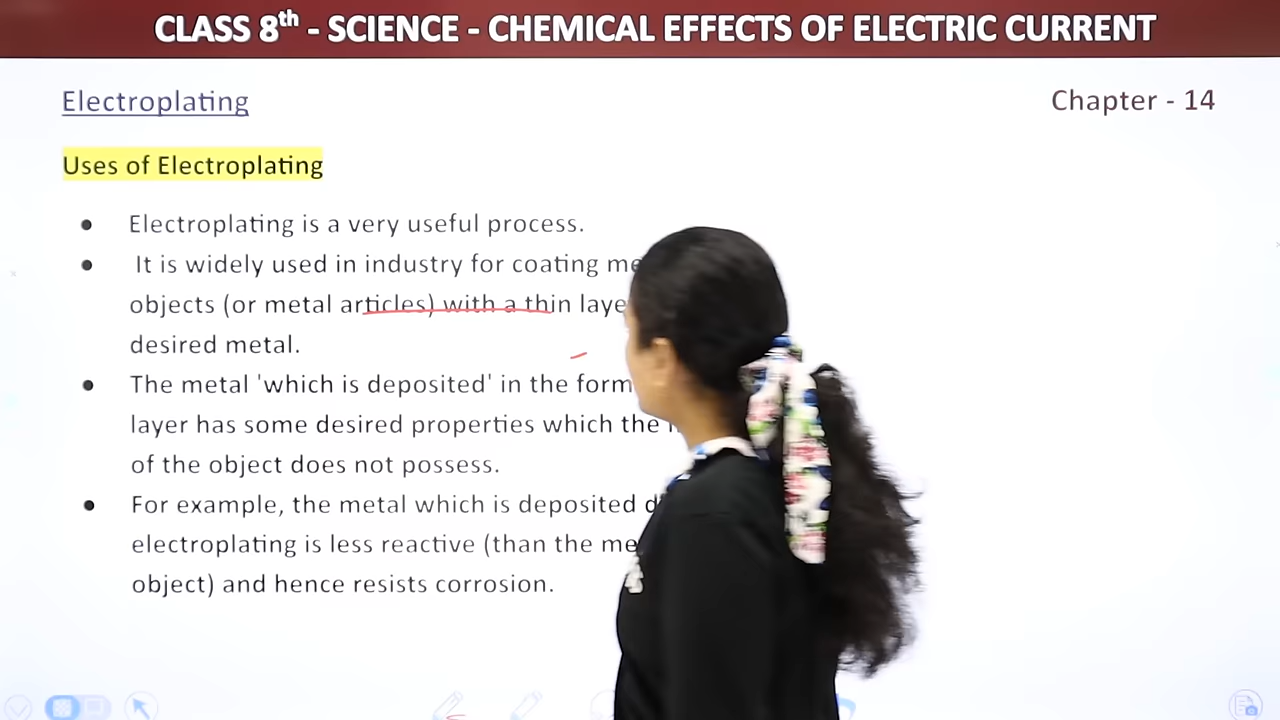 CLASS 8th - SCIENCE - CHEMICAL EFFECTS OF ELECTRIC CURRENT
Electroplating
Chapter - 14
Uses of Electroplating
● Electroplating is a very useful process.
● It is widely used in industry for coating
objects (or metal articles) with a thin
desired metal.
● The metal 'which is deposited' in the form
layer has some desired properties which the
of the object does not possess.
● For example, the metal which is deposited
electroplating is less reactive (than the
object) and hence resists corrosion.